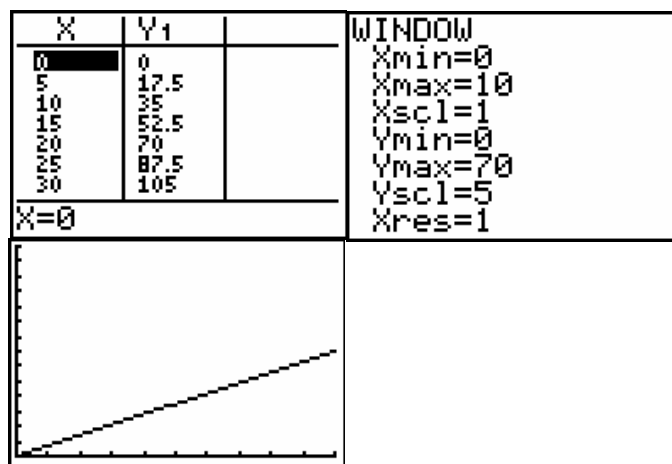 X Y1
0 0
5 17.5
10 35
15 52.5
20 70
25 87.5
30 105
X=0
WINDOW
Xmin=0
Xmax=10
Xscl=1
Ymin=0
Ymax=70
Yscl=5
Xres=1